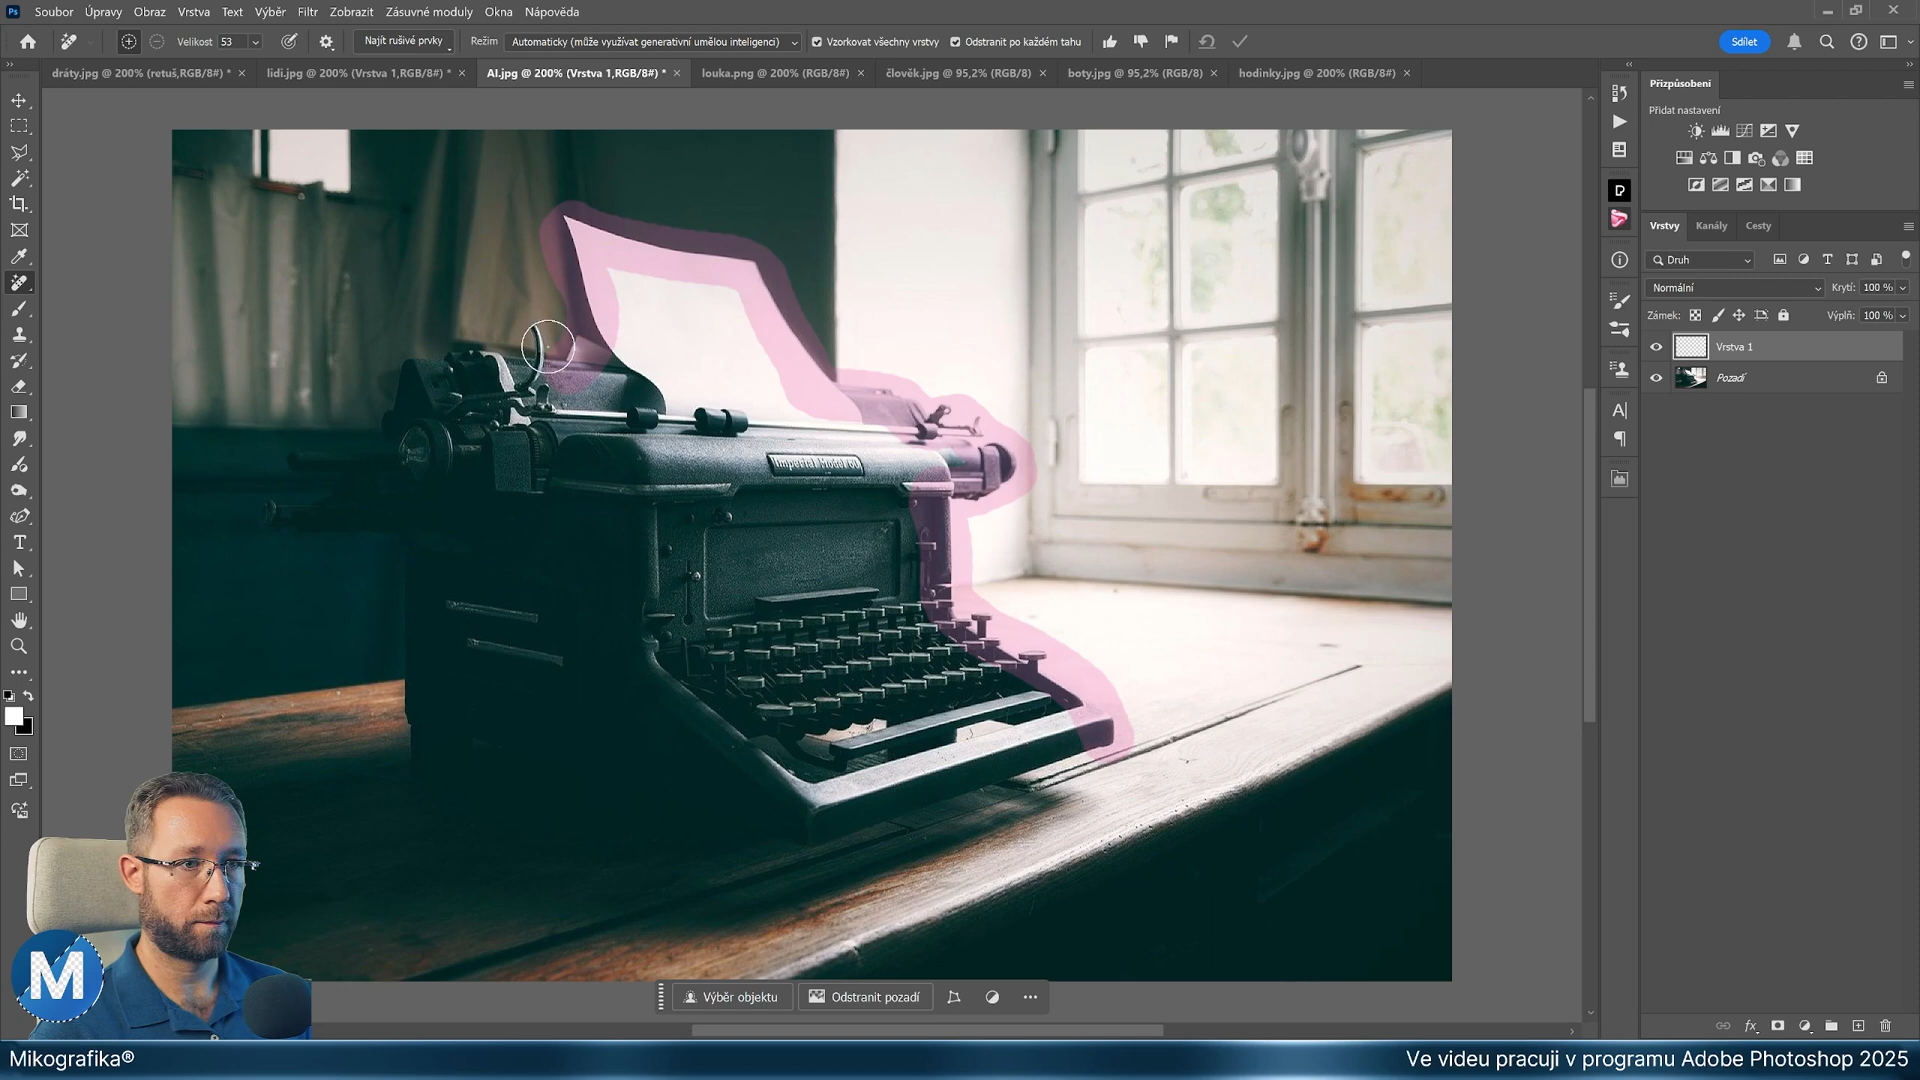 Ps Soubor Úpravy Obraz Vrstva Text Výběr Filtr Zobrazit Zásuvné moduly Okna Nápověda
Velikost 53 Najít rušivé prvky Režim Automaticky (může využívat generativní umělou inteligenci) Vzorkovat všechny vrstvy Odstranit po každém tahu Sdílet
dráty.jpg @ 200% (retuš,RGB/8#) * lidi.jpg @ 200% (Vrstva 1,RGB/8#) * AI.jpg @ 200% (Vrstva 1,RGB/8#) * louka.png @ 200% (RGB/8#) člověk.jpg @ 95,2% (RGB/8) boty.jpg @ 95,2% (RGB/8) hodinky.jpg @ 200% (RGB/8#)
Přizpůsobení
Přidat nastavení
Vrstvy Kanály Cesty
Druh
Normální Krytí: 100 %
Zámek: Výplň: 100 %
Vrstva 1
Pozadí
Imperial Model 60
Výběr objektu Odstranit pozadí
M
Mikografika® Ve videu pracuji v programu Adobe Photoshop 2025